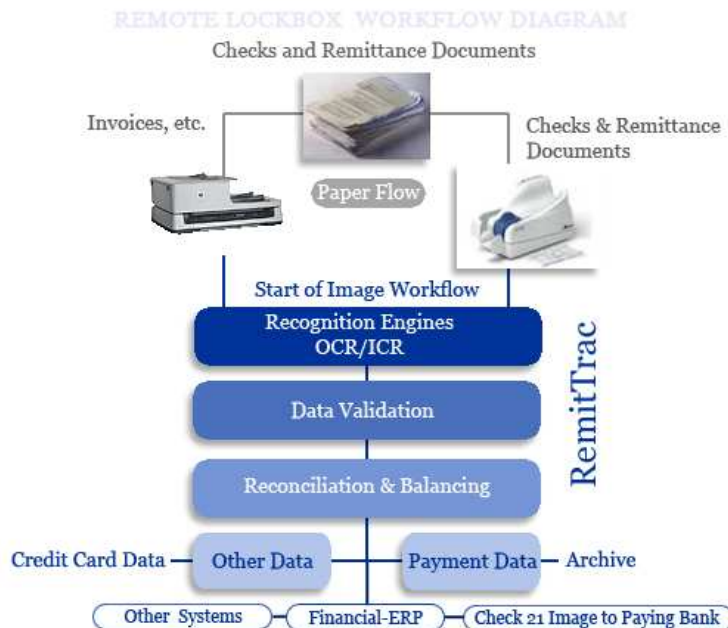 REMOTE LOCKBOX WORKFLOW DIAGRAM
Checks and Remittance Documents
Invoices, etc.
Checks & Remittance
Documents
Paper Flow
Start of Image Workflow
Recognition Engines
OCR/ICR
RemitTrac
Data Validation
Reconciliation & Balancing
Credit Card Data
Other Data
Payment Data
Archive
Other Systems
Financial-ERP
Check 21 Image to Paying Bank